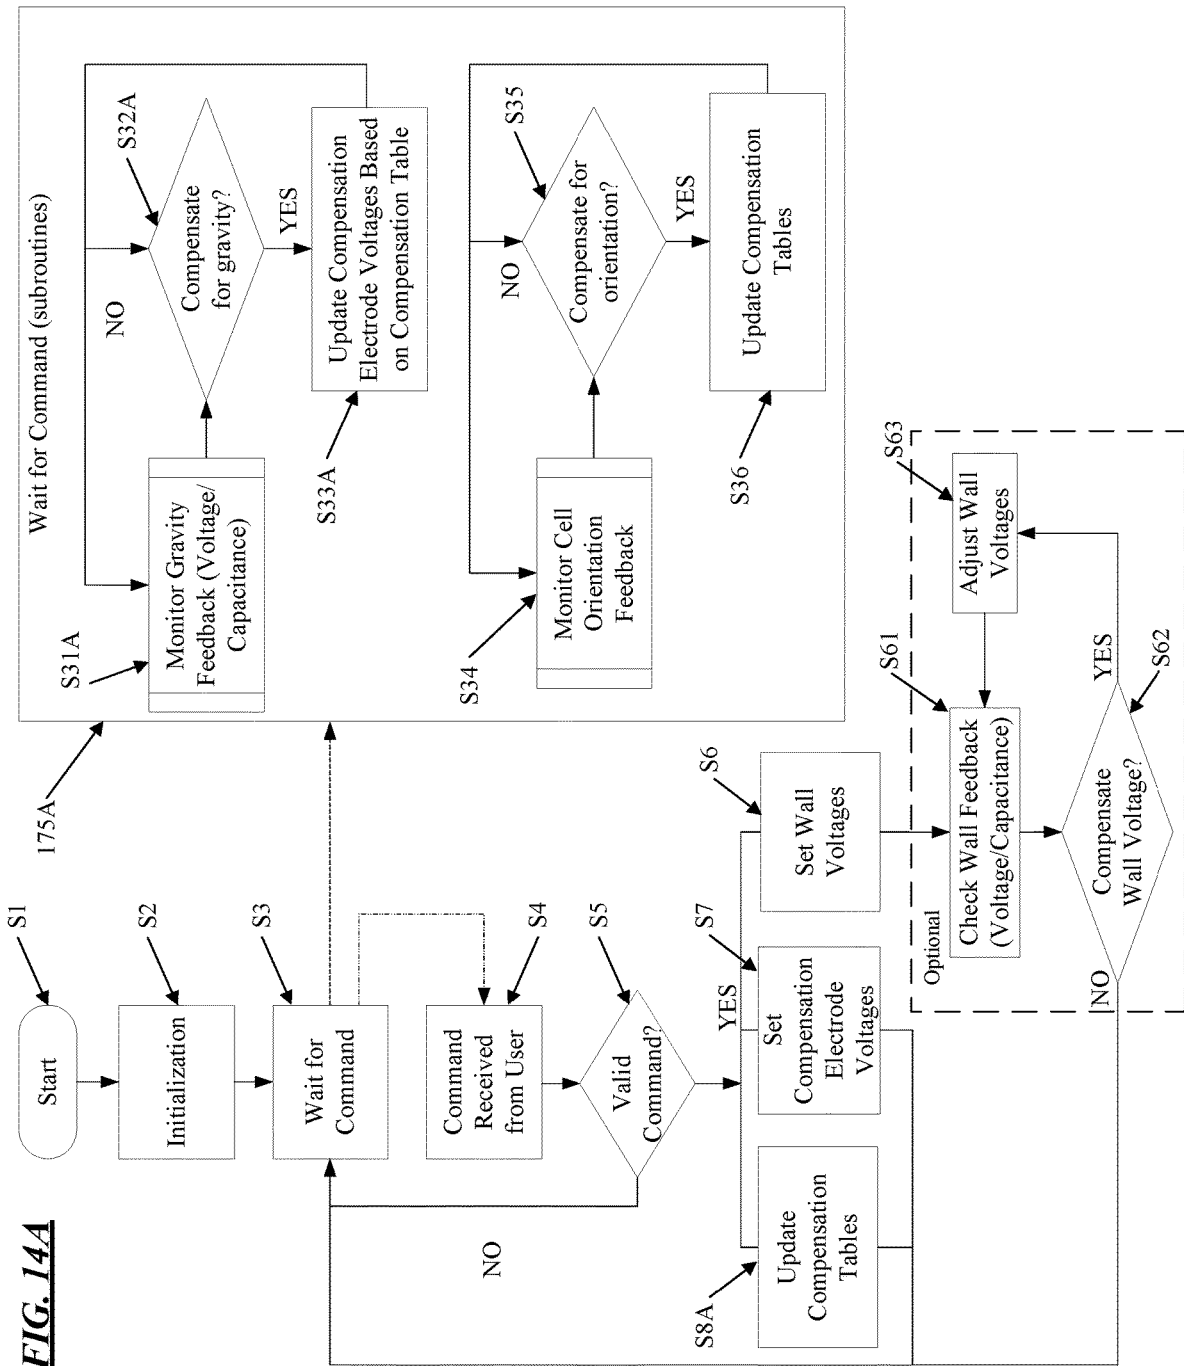 FIG. 14A
Start
S1
Initialization
S2
Wait for
Command
S3
Command
Received
from User
S4
Valid
Command?
S5
NO
YES
Update
Compensation
Tables
S8A
Set
Compensation
Electrode
Voltages
S7
Set Wall
Voltages
S6
Optional
Check Wall Feedback
(Voltage/Capacitance)
S61
Adjust Wall
Voltages
S63
Compensate
Wall Voltage?
S62
NO
YES
175A
Wait for Command (subroutines)
Monitor Gravity
Feedback (Voltage/
Capacitance)
S31A
NO
Compensate
for gravity?
S32A
YES
Update Compensation
Electrode Voltages Based
on Compensation Table
S33A
Monitor Cell
Orientation
Feedback
S34
NO
Compensate for
orientation?
S35
YES
Update Compensation
Tables
S36